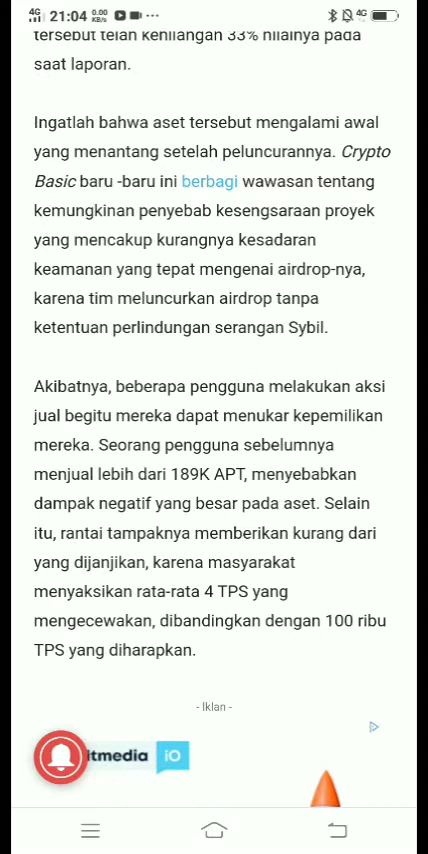 4G 21:04 0.00 KB/s ··· 4G
tersebut telah kehilangan 33% nilainya pada
saat laporan.
Ingatlah bahwa aset tersebut mengalami awal
yang menantang setelah peluncurannya. Crypto
Basic baru -baru ini berbagi wawasan tentang
kemungkinan penyebab kesengsaraan proyek
yang mencakup kurangnya kesadaran
keamanan yang tepat mengenai airdrop-nya,
karena tim meluncurkan airdrop tanpa
ketentuan perlindungan serangan Sybil.
Akibatnya, beberapa pengguna melakukan aksi
jual begitu mereka dapat menukar kepemilikan
mereka. Seorang pengguna sebelumnya
menjual lebih dari 189K APT, menyebabkan
dampak negatif yang besar pada aset. Selain
itu, rantai tampaknya memberikan kurang dari
yang dijanjikan, karena masyarakat
menyaksikan rata-rata 4 TPS yang
mengecewakan, dibandingkan dengan 100 ribu
TPS yang diharapkan.
- Iklan -
itmedia iO